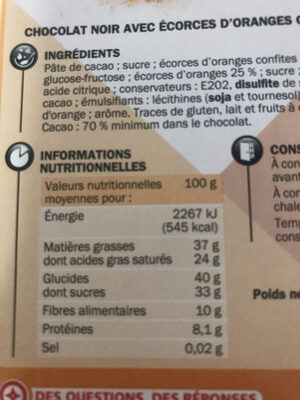 CHOCOLAT NOIR AVEC ÉCORCES D'ORANGES
INGRÉDIENTS
Pâte de cacao ; sucre ; écorces d'oranges confites
glucose-fructose ; écorces d'oranges 25 % ; sucre
acide citrique ; conservateurs : E202, disulfite de
cacao ; émulsifiants : lécithines (soja et tournesol)
d'orange ; arôme. Traces de gluten, lait et fruits à
Cacao : 70 % minimum dans le chocolat.
INFORMATIONS
NUTRITIONNELLES
Valeurs nutritionnelles 100 g
moyennes pour :
Énergie 2267 kJ
(545 kcal)
Matières grasses 37 g
dont acides gras saturés 24 g
Glucides 40 g
dont sucres 33 g
Fibres alimentaires 10 g
Protéines 8,1 g
Sel 0,02 g
CONS
À con
avant
À con
chale
Temp
cons
Poids ne
DES QUESTIONS, DES RÉPONSES